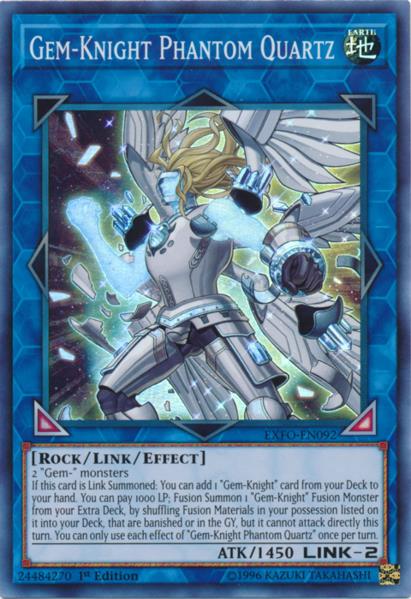 Gem-Knight Phantom Quartz
EARTH
地
EXFO-EN092
[Rock/Link/Effect]
2 "Gem-" monsters
If this card is Link Summoned: You can add 1 "Gem-Knight" card from your Deck to
your hand. You can pay 1000 LP; Fusion Summon 1 "Gem-Knight" Fusion Monster
from your Extra Deck, by shuffling Fusion Materials in your possession listed on
it into your Deck, that are banished or in the GY, but it cannot attack directly this
turn. You can only use each effect of "Gem-Knight Phantom Quartz" once per turn.
ATK/1450 LINK-2
24484270 1st Edition ©1996 KAZUKI TAKAHASHI